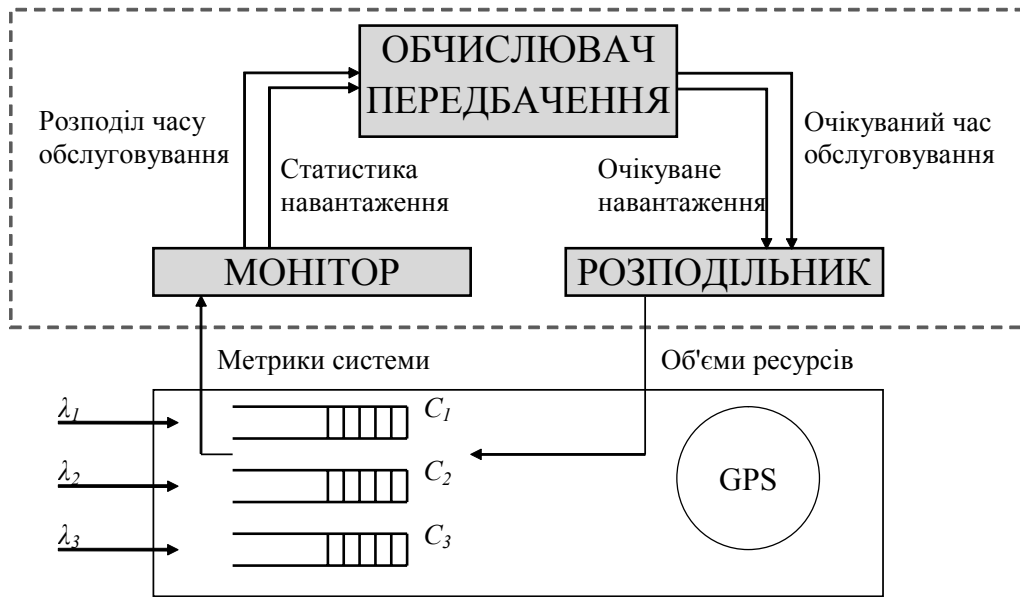 ОБЧИСЛЮВАЧ
ПЕРЕДБАЧЕННЯ
Розподіл часу
обслуговування
Статистика
навантаження
Очікуване
навантаження
Очікуваний час
обслуговування
МОНІТОР
РОЗПОДІЛЬНИК
Метрики системи
Об'єми ресурсів
λ1
C1
λ2
C2
GPS
λ3
C3